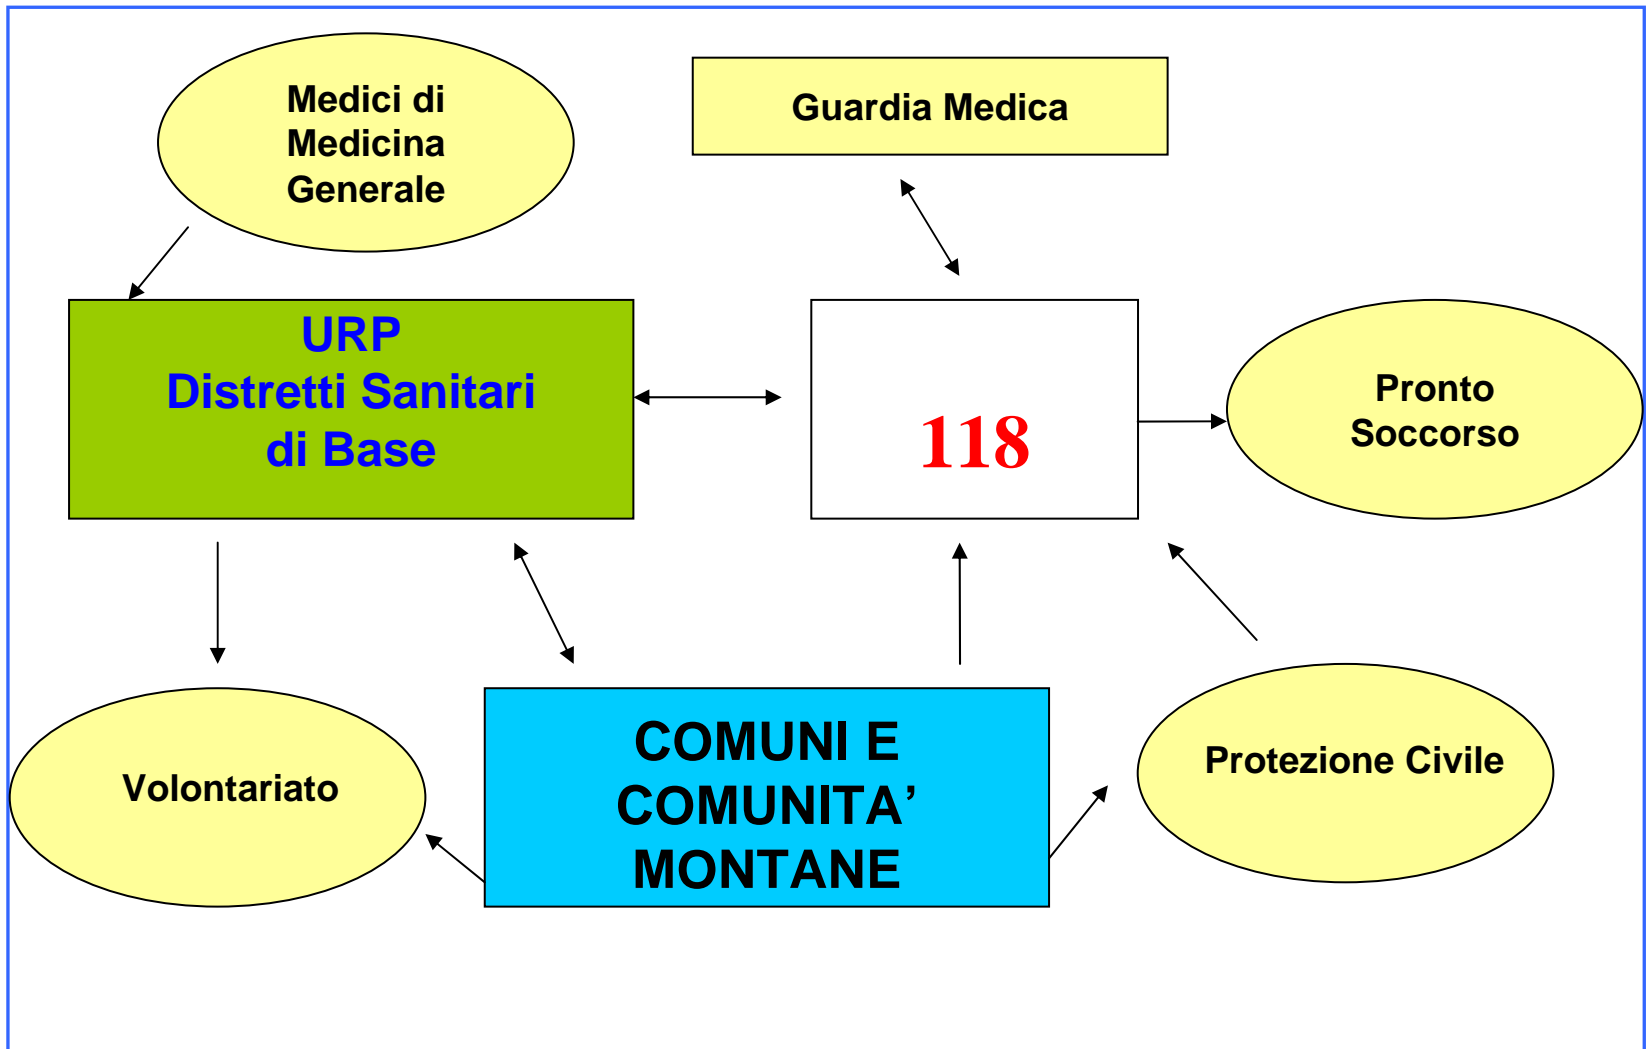 Medici di
Medicina
Generale
Guardia Medica
URP
Distretti Sanitari
di Base
118
Pronto
Soccorso
Volontariato
COMUNI E
COMUNITA’
MONTANE
Protezione Civile